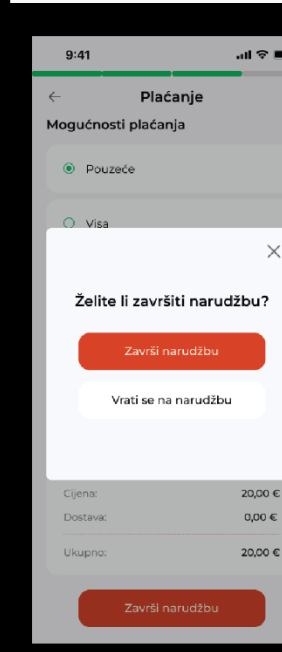 9:41
Plaćanje
Mogućnosti plaćanja
Pouzeće
Visa
Želite li završiti narudžbu?
Završi narudžbu
Vrati se na narudžbu
Cijena: 20,00 €
Dostava: 0,00 €
Ukupno: 20,00 €
Završi narudžbu